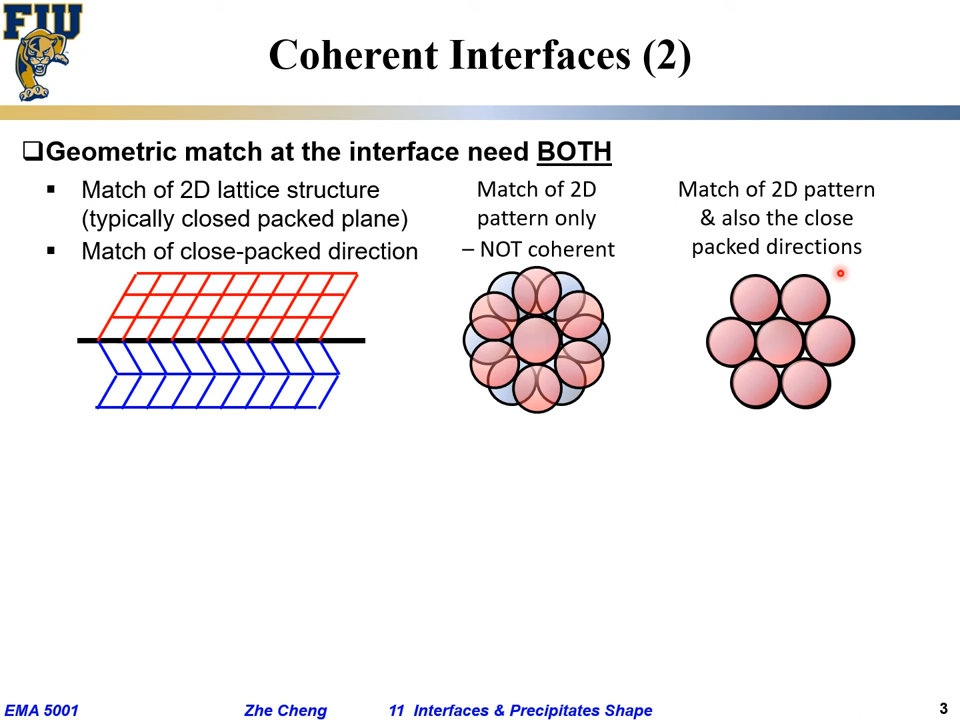 FIU
Coherent Interfaces (2)
❑Geometric match at the interface need BOTH
▪ Match of 2D lattice structure
(typically closed packed plane)
▪ Match of close-packed direction
Match of 2D
pattern only
– NOT coherent
Match of 2D pattern
& also the close
packed directions
EMA 5001
Zhe Cheng
11 Interfaces & Precipitates Shape
3